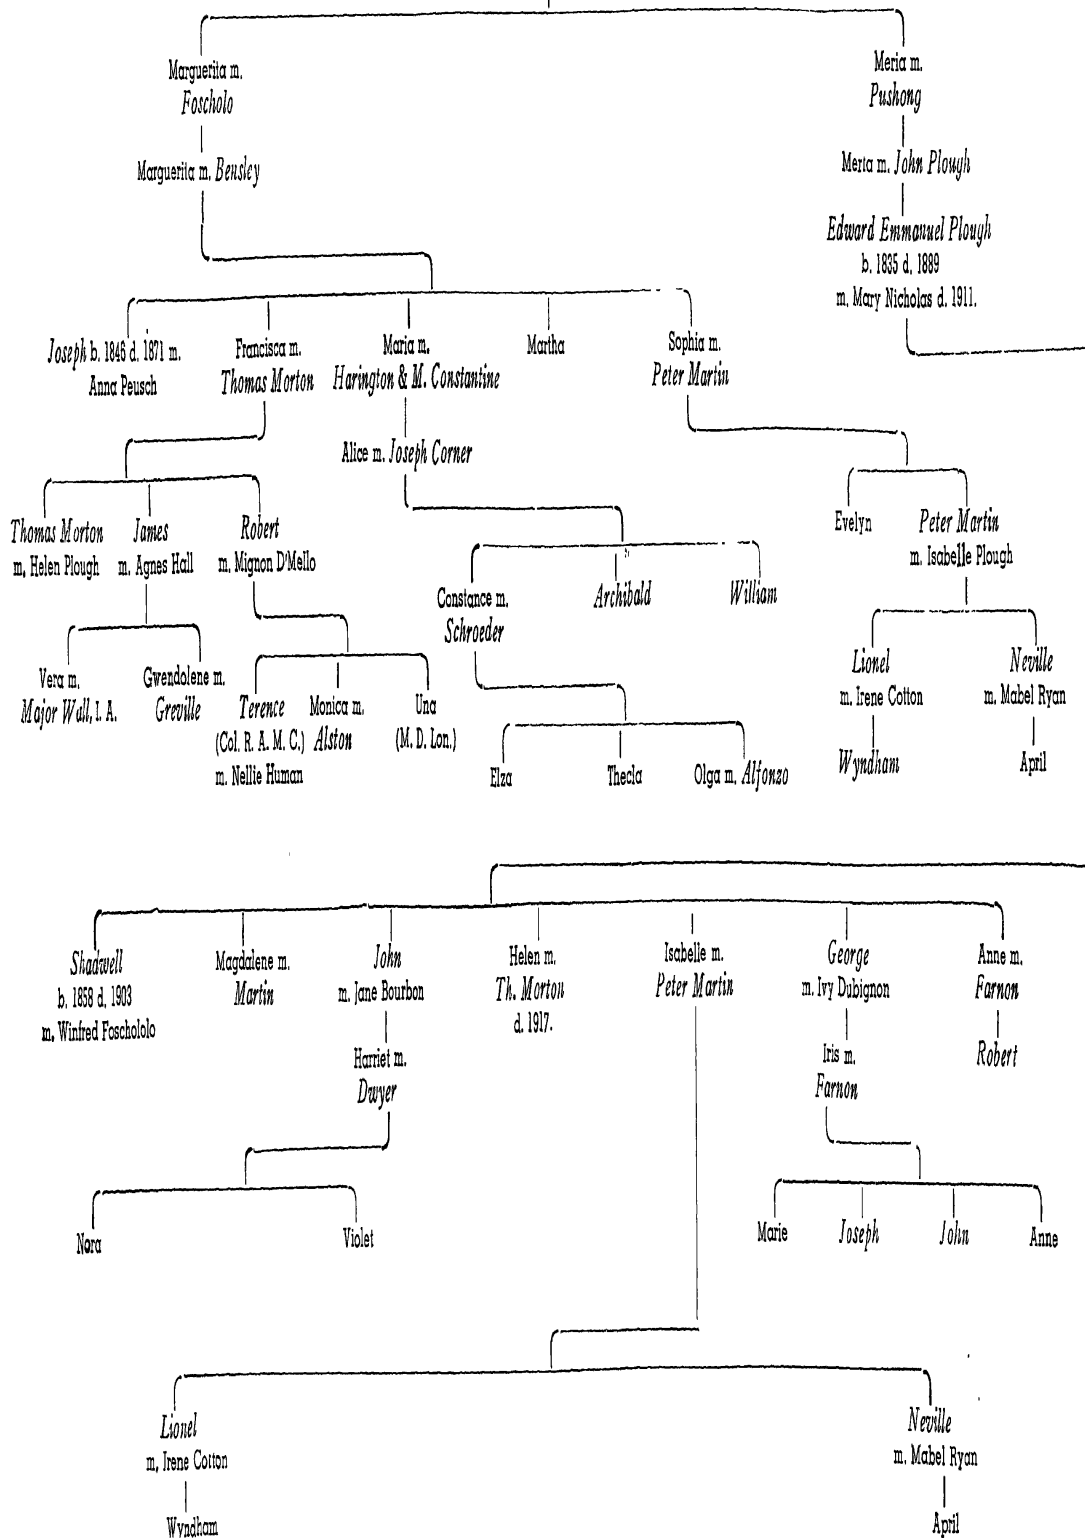 Marguerita m.
Foscholo
Meria m.
Pushong
Marguerita m. Bensley
Meria m. John Plough
Edward Emmanuel Plough
b. 1835 d. 1889
m. Mary Nicholas d. 1911.
Joseph b. 1846 d. 1871 m.
Anna Peusch
Francisca m.
Thomas Morton
Maria m.
Harington & M. Constantine
Martha
Sophia m.
Peter Martin
Alice m. Joseph Corner
Thomas Morton
m. Helen Plough
James
m. Agnes Hall
Robert
m. Mignon D'Mello
Evelyn
Peter Martin
m. Isabelle Plough
Constance m.
Schroeder
Archibald
William
Vera m.
Major Wall, I. A.
Gwendolene m.
Greville
Terence
(Col. R. A. M. C.)
m. Nellie Human
Monica m.
Alston
Una
(M. D. Lon.)
Lionel
m. Irene Cotton
Neville
m. Mabel Ryan
Elza
Thecla
Olga m. Alfonzo
Wyndham
April
Shadwell
b. 1858 d. 1903
m. Winfred Foschololo
Magdalene m.
Martin
John
m. Jane Bourbon
Helen m.
Th. Morton
d. 1917.
Isabelle m.
Peter Martin
George
m. Ivy Dubignon
Anne m.
Farnon
Harriet m.
Dwyer
Iris m.
Farnon
Robert
Nora
Violet
Marie
Joseph
John
Anne
Lionel
m. Irene Cotton
Neville
m. Mabel Ryan
Wyndham
April